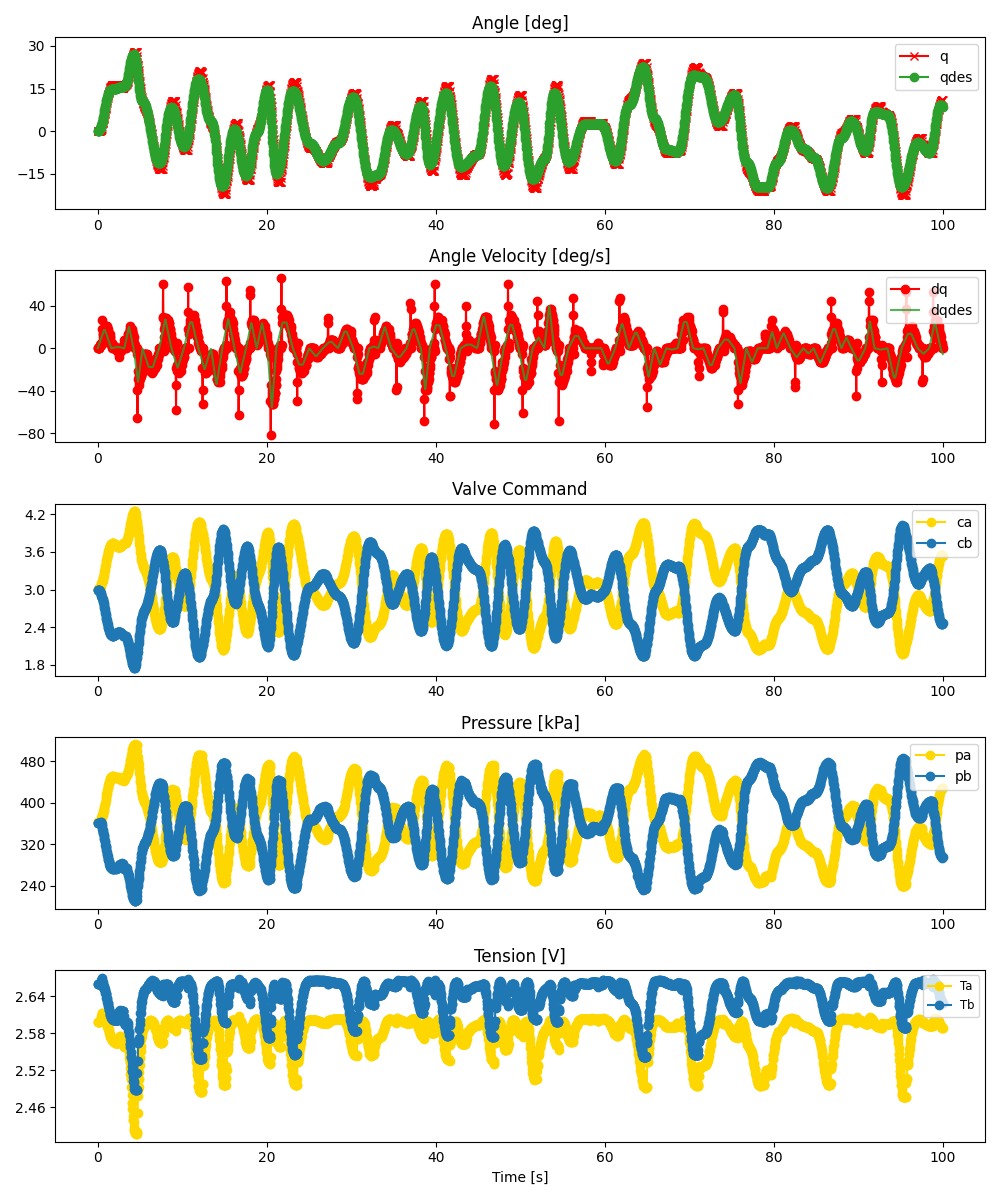 Angle [deg]
30
15
0
−15
q
qdes
0 20 40 60 80 100
Angle Velocity [deg/s]
40
0
−40
−80
dq
dqdes
0 20 40 60 80 100
Valve Command
4.2
3.6
3.0
2.4
1.8
ca
cb
0 20 40 60 80 100
Pressure [kPa]
480
400
320
240
pa
pb
0 20 40 60 80 100
Tension [V]
2.64
2.58
2.52
2.46
Ta
Tb
0 20 40 60 80 100
Time [s]